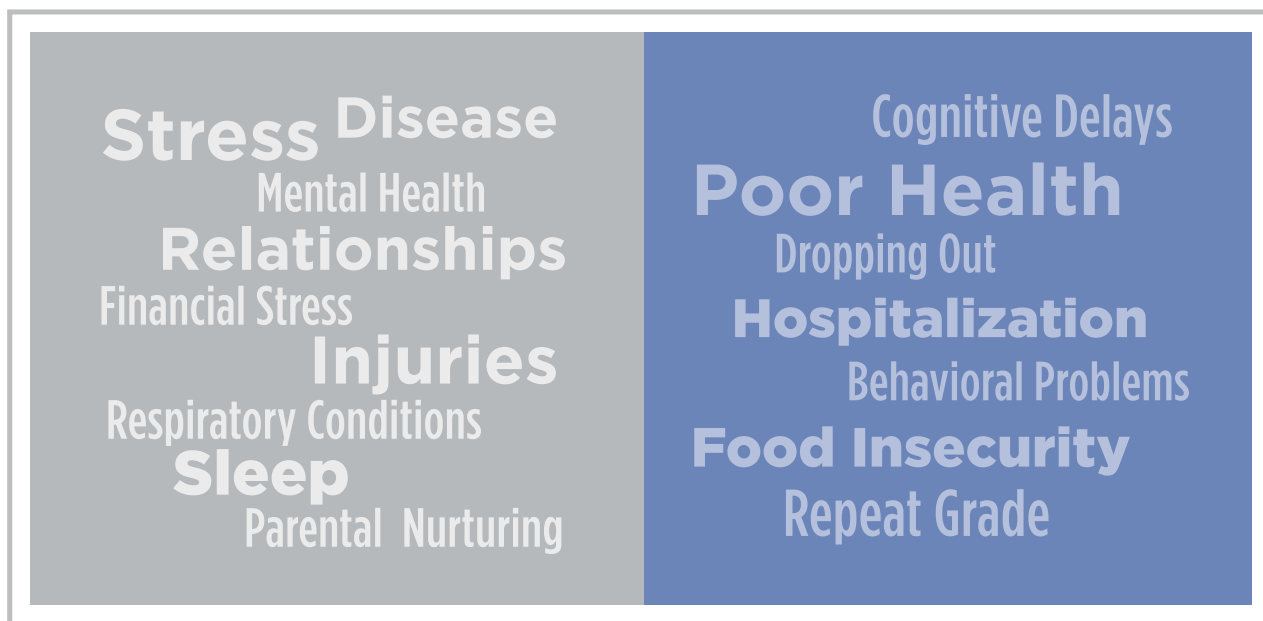 Stress Disease
Mental Health
Relationships
Financial Stress
Injuries
Respiratory Conditions
Sleep
Parental Nurturing
Cognitive Delays
Poor Health
Dropping Out
Hospitalization
Behavioral Problems
Food Insecurity
Repeat Grade